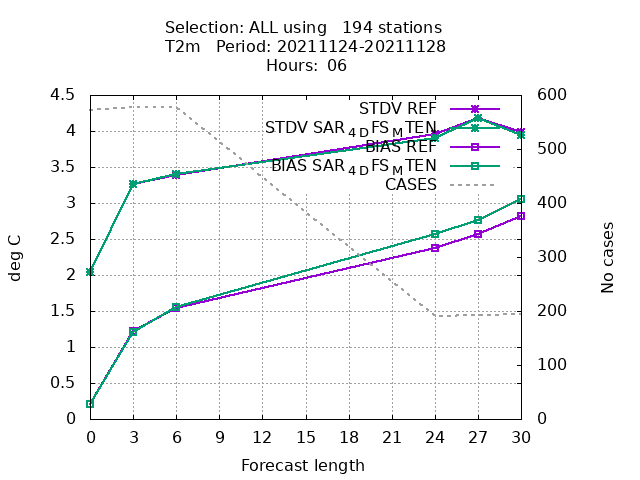 Selection: ALL using 194 stations
T2m Period: 20211124-20211128
Hours: 06
STDV REF
STDV SAR4DFSMTEN
BIAS REF
BIAS SAR4DFSMTEN
CASES
deg C
No cases
4.5
4
3.5
3
2.5
2
1.5
1
0.5
0
600
500
400
300
200
100
0
0 3 6 9 12 15 18 21 24 27 30
Forecast length